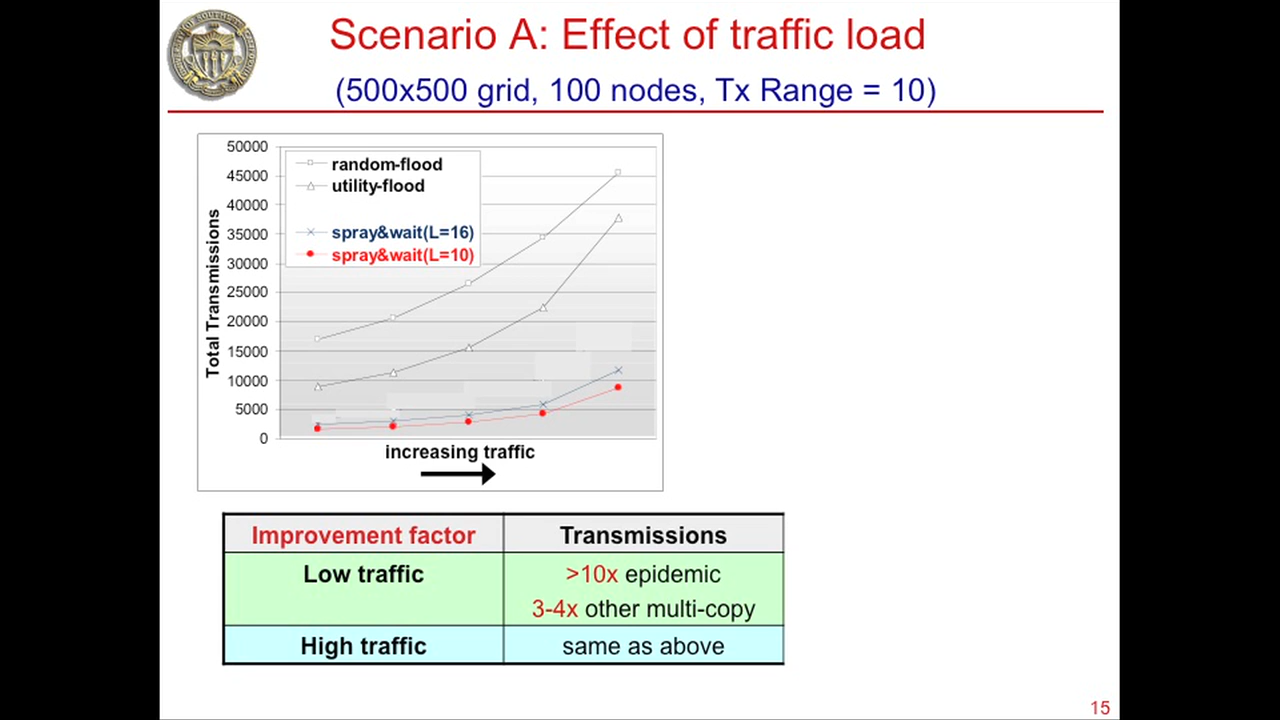 Scenario A: Effect of traffic load
(500x500 grid, 100 nodes, Tx Range = 10)
50000
45000
40000
35000
30000
25000
20000
15000
10000
5000
0
Total Transmissions
random-flood
utility-flood
spray&wait(L=16)
spray&wait(L=10)
increasing traffic
Improvement factor Transmissions
Low traffic >10x epidemic
3-4x other multi-copy
High traffic same as above
15